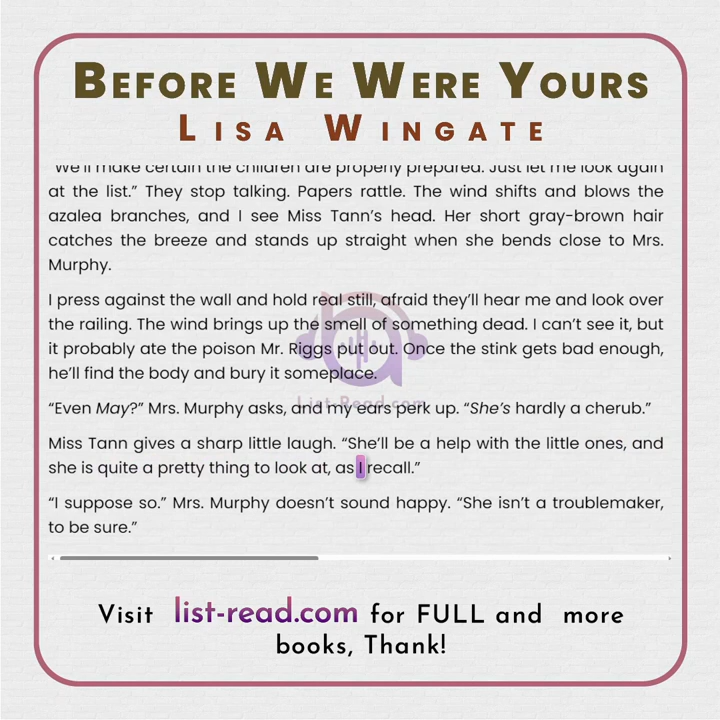 BEFORE WE WERE YOURS
LISA WINGATE
“We’ll make certain the children are properly prepared. Just let me look again
at the list.” They stop talking. Papers rattle. The wind shifts and blows the
azalea branches, and I see Miss Tann’s head. Her short gray-brown hair
catches the breeze and stands up straight when she bends close to Mrs.
Murphy.
I press against the wall and hold real still, afraid they’ll hear me and look over
the railing. The wind brings up the smell of something dead. I can’t see it, but
it probably ate the poison Mr. Riggs put out. Once the stink gets bad enough,
he’ll find the body and bury it someplace.
List-Read.com
“Even May?” Mrs. Murphy asks, and my ears perk up. “She’s hardly a cherub.”
Miss Tann gives a sharp little laugh. “She’ll be a help with the little ones, and
she is quite a pretty thing to look at, as I recall.”
“I suppose so.” Mrs. Murphy doesn’t sound happy. “She isn’t a troublemaker,
to be sure.”
Visit list-read.com for FULL and more
books, Thank!